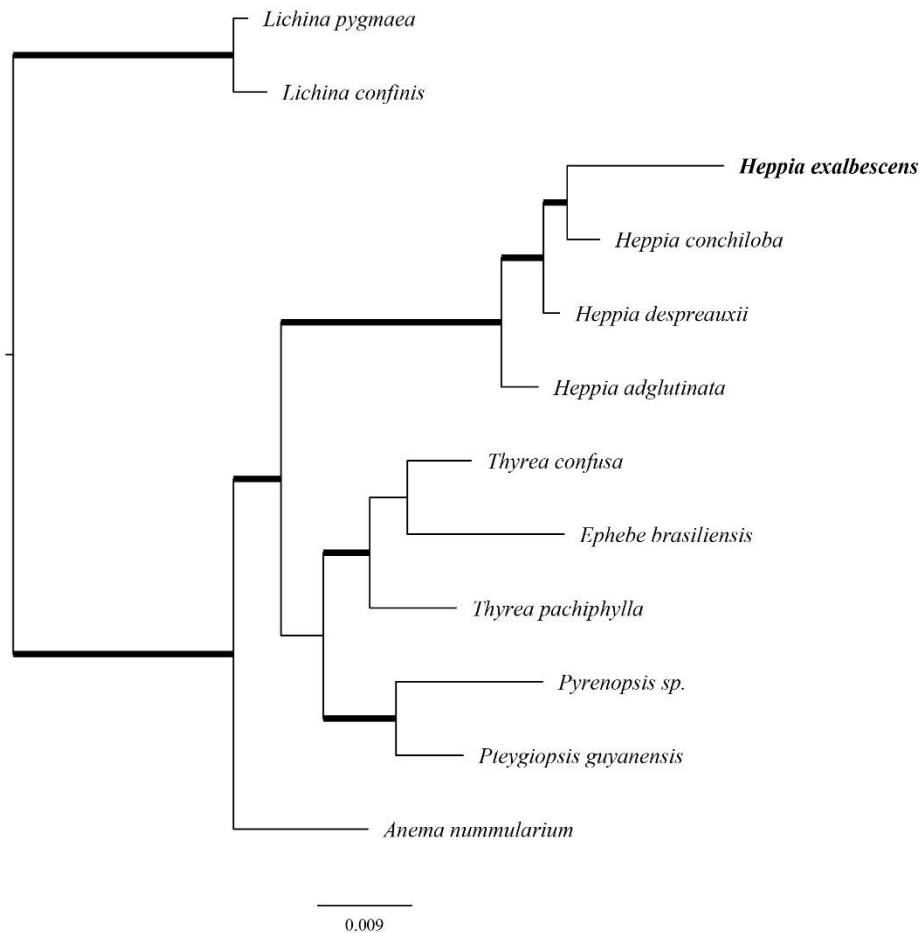 Lichina pygmaea
Lichina confinis
Heppia exalbescens
Heppia conchiloba
Heppia despreauxii
Heppia adglutinata
Thyrea confusa
Ephebe brasiliensis
Thyrea pachiphylla
Pyrenopsis sp.
Pteygiopsis guyanensis
Anema nummularium
0.009